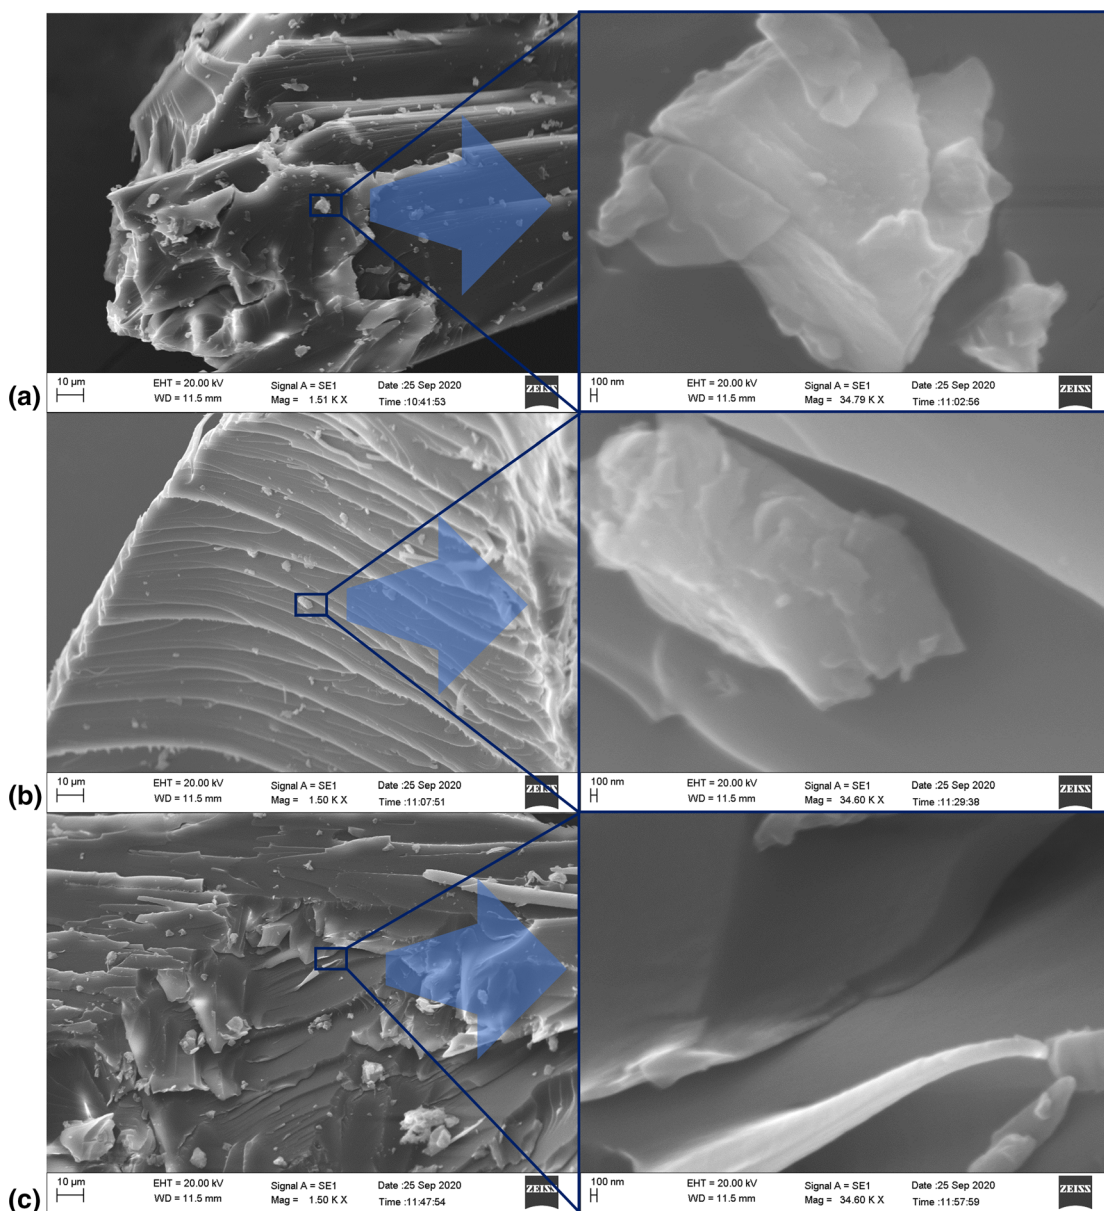 10 µm EHT = 20.00 kV Signal A = SE1 Date :25 Sep 2020 ZEISS
WD = 11.5 mm Mag = 1.51 K X Time :10:41:53
100 nm EHT = 20.00 kV Signal A = SE1 Date :25 Sep 2020 ZEISS
H WD = 11.5 mm Mag = 34.79 K X Time :11:02:56
(a)
10 µm EHT = 20.00 kV Signal A = SE1 Date :25 Sep 2020 ZEISS
WD = 11.5 mm Mag = 1.50 K X Time :11:07:51
100 nm EHT = 20.00 kV Signal A = SE1 Date :25 Sep 2020 ZEISS
WD = 11.5 mm Mag = 34.60 K X Time :11:29:38
(b)
10 µm EHT = 20.00 kV Signal A = SE1 Date :25 Sep 2020 ZEISS
WD = 11.5 mm Mag = 1.50 K X Time :11:47:54
100 nm EHT = 20.00 kV Signal A = SE1 Date :25 Sep 2020 ZEISS
WD = 11.5 mm Mag = 34.60 K X Time :11:57:59
(c)